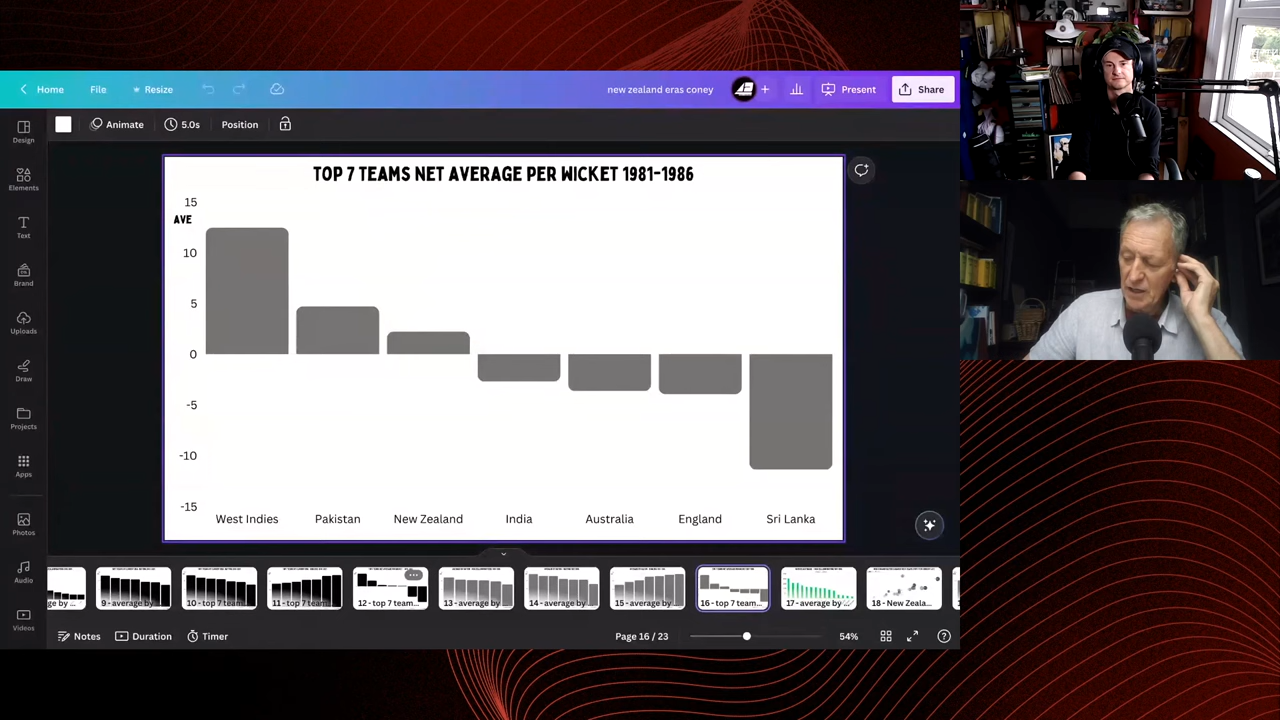 Home
File
Resize
new zealand eras coney
Present
Share
Animate
5.0s
Position
Design
Elements
Text
Brand
Uploads
Draw
Projects
Apps
Photos
Audio
Videos
TOP 7 TEAMS NET AVERAGE PER WICKET 1981-1986
15
AVE
10
5
0
-5
-10
-15
West Indies
Pakistan
New Zealand
India
Australia
England
Sri Lanka
ge by ...
9 - average by ...
10 - top 7 team...
11 - top 7 team...
12 - top 7 team...
13 - average by ...
14 - average by ...
15 - average by ...
16 - top 7 team...
17 - average by ...
18 - New Zeala...
Notes
Duration
Timer
Page 16 / 23
54%